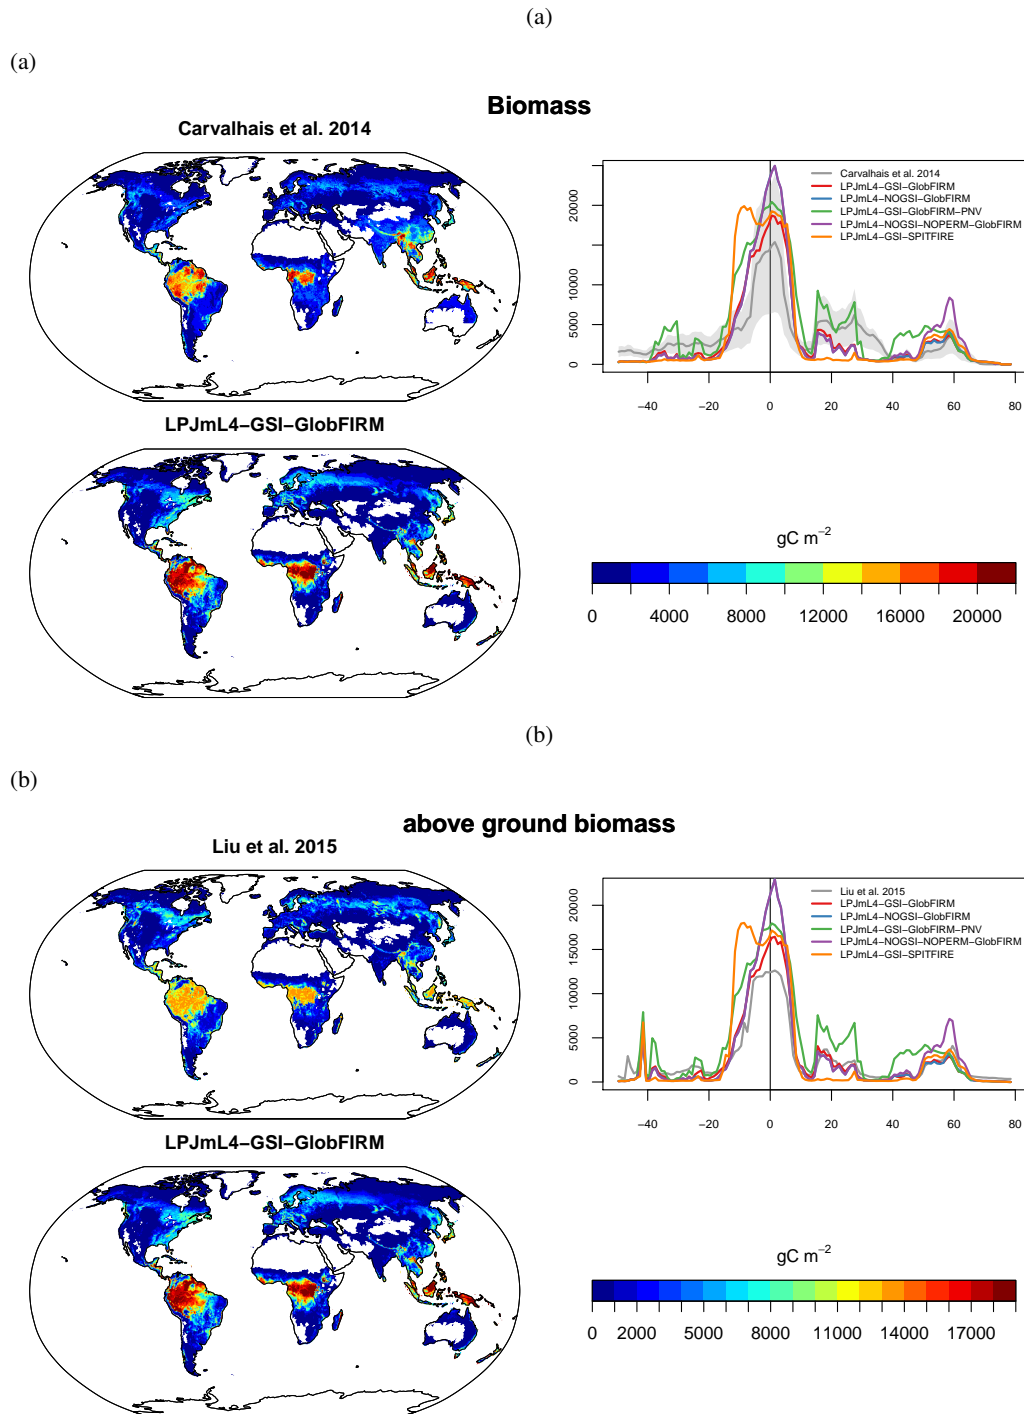 (a)
(a)
Biomass
Carvalhais et al. 2014
Carvalhais et al. 2014
LPJmL4−GSI−GlobFIRM
LPJmL4−NOGSI−GlobFIRM
LPJmL4−GSI−GlobFIRM−PNV
LPJmL4−NOGSI−NOPERM−GlobFIRM
LPJmL4−GSI−SPITFIRE
0 5000 10000 20000
−40 −20 0 20 40 60 80
LPJmL4−GSI−GlobFIRM
gC m⁻²
0 4000 8000 12000 16000 20000
(b)
(b)
above ground biomass
Liu et al. 2015
Liu et al. 2015
LPJmL4−GSI−GlobFIRM
LPJmL4−NOGSI−GlobFIRM
LPJmL4−GSI−GlobFIRM−PNV
LPJmL4−NOGSI−NOPERM−GlobFIRM
LPJmL4−GSI−SPITFIRE
0 5000 10000 20000
−40 −20 0 20 40 60 80
LPJmL4−GSI−GlobFIRM
gC m⁻²
0 2000 5000 8000 11000 14000 17000